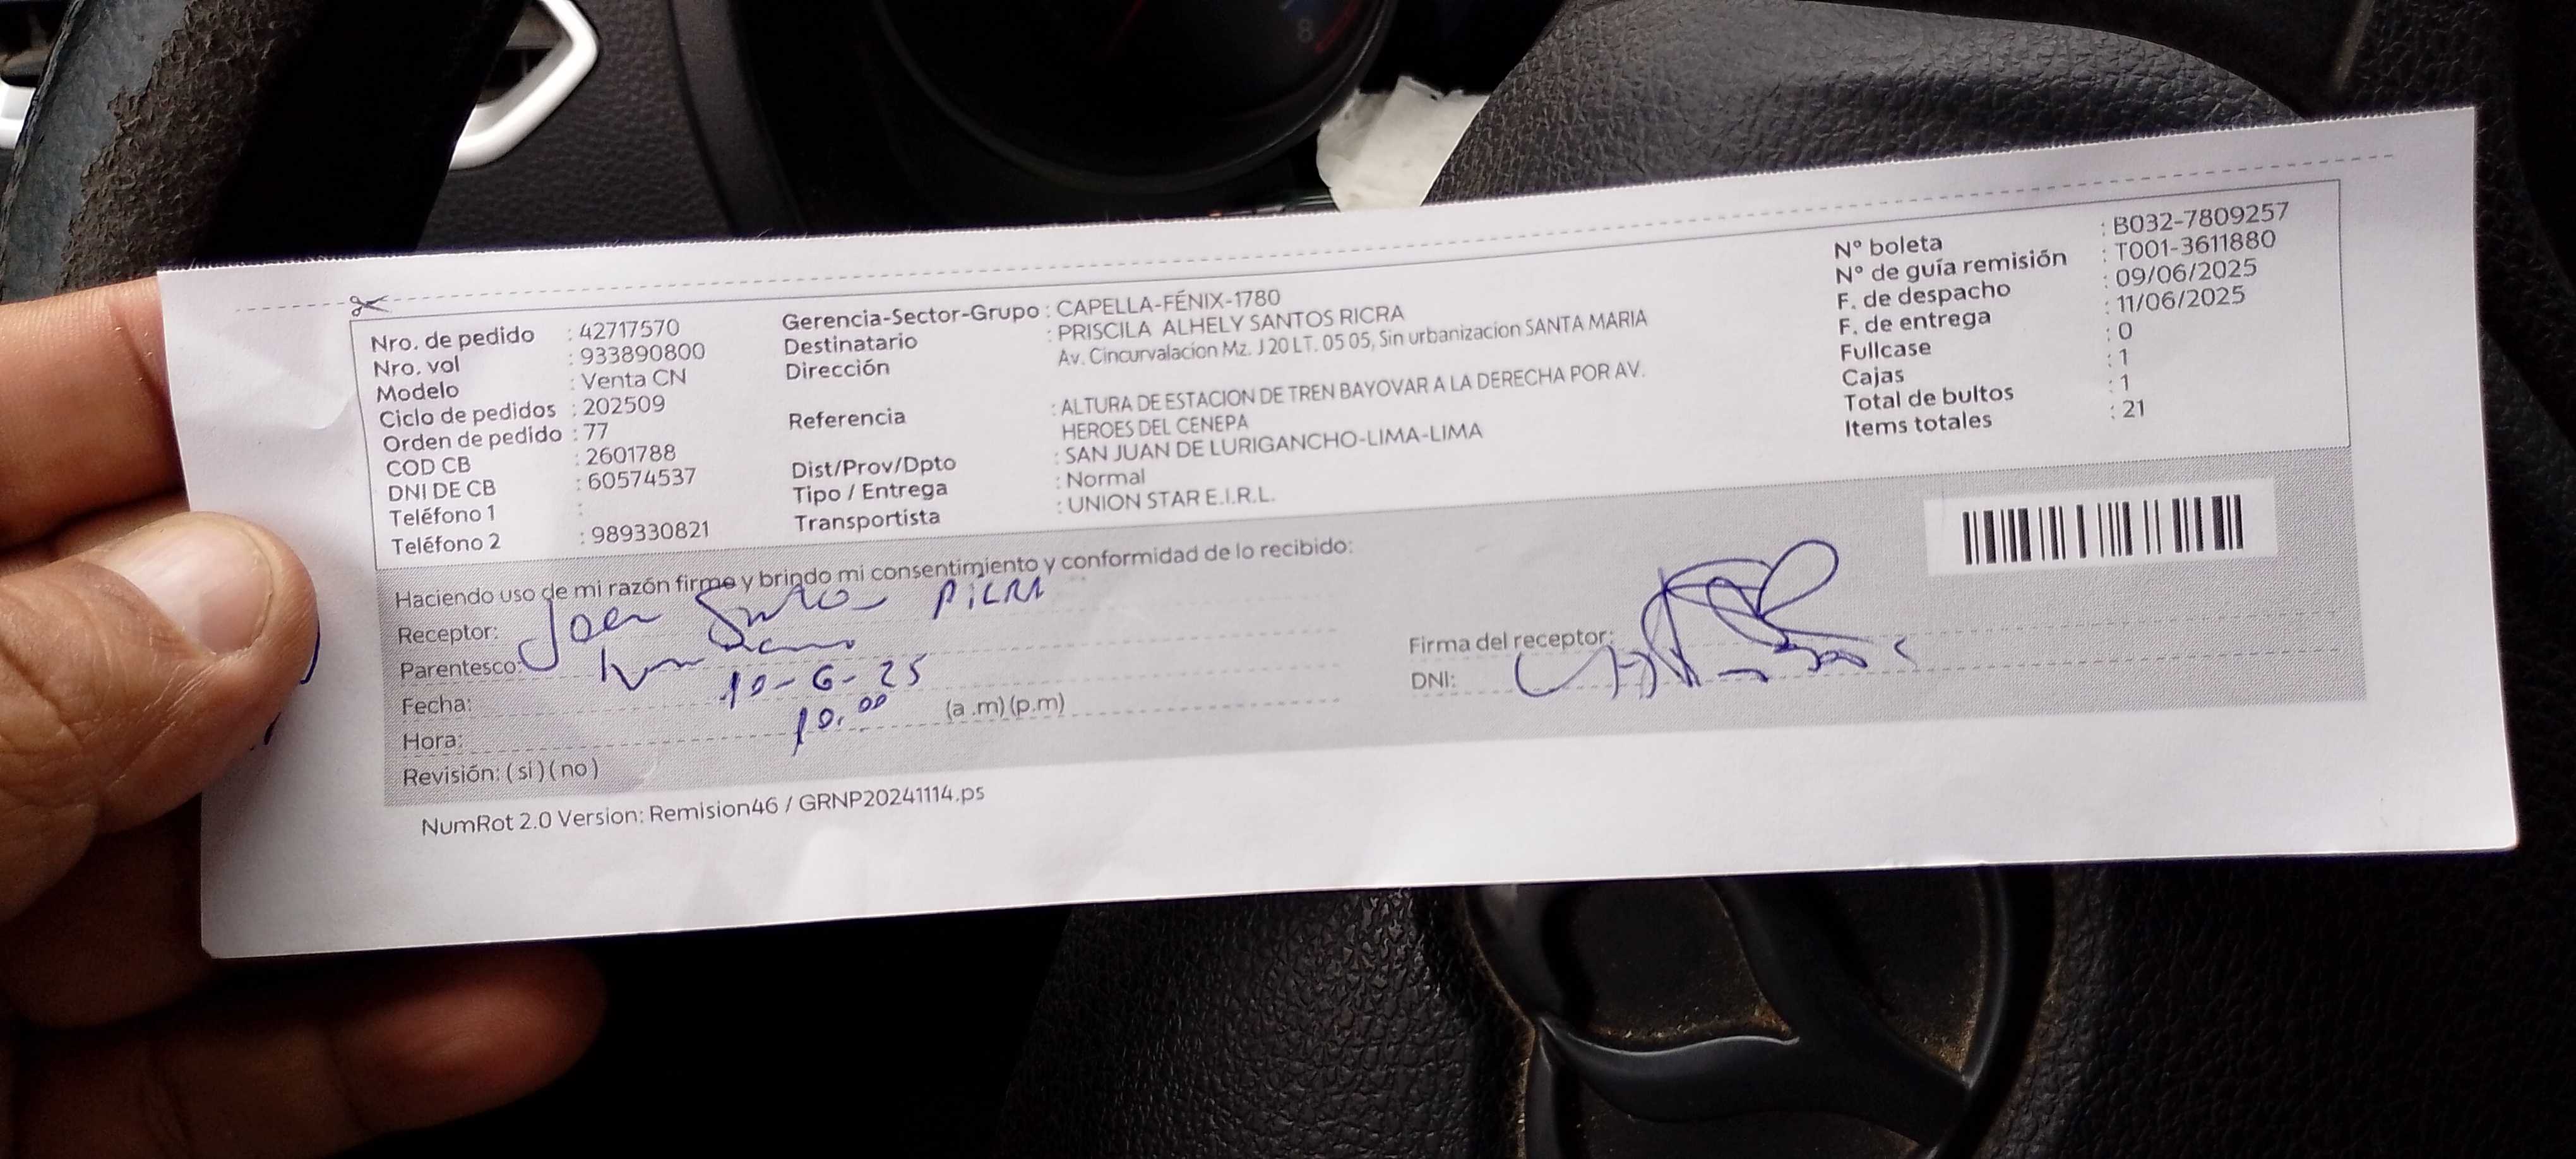 Nro. de pedido : 42717570
Nro. vol : 933890800
Modelo : Venta CN
Ciclo de pedidos : 202509
Orden de pedido : 77
COD CB : 2601788
DNI DE CB : 60574537
Teléfono 1 :
Teléfono 2 : 989330821
Gerencia-Sector-Grupo : CAPELLA-FÉNIX-1780
Destinatario : PRISCILA ALHELY SANTOS RICRA
Dirección : Av. Cincurvalacion Mz. J 20 LT. 05 05, Sin urbanizacion SANTA MARIA
Referencia : ALTURA DE ESTACION DE TREN BAYOVAR A LA DERECHA POR AV.
HEROES DEL CENEPA
Dist/Prov/Dpto : SAN JUAN DE LURIGANCHO-LIMA-LIMA
Tipo / Entrega : Normal
Transportista : UNION STAR E.I.R.L.
N° boleta : B032-7809257
N° de guía remisión : T001-3611880
F. de despacho : 09/06/2025
F. de entrega : 11/06/2025
Fullcase : 0
Cajas : 1
Total de bultos : 1
Items totales : 21
Haciendo uso de mi razón firmo y brindo mi consentimiento y conformidad de lo recibido:
Receptor:
Parentesco:
Fecha: 10-6-25
Hora: 10:00 (a .m) (p.m)
Revisión: ( si ) ( no )
Firma del receptor:
DNI:
NumRot 2.0 Version: Remision46 / GRNP20241114.ps
8